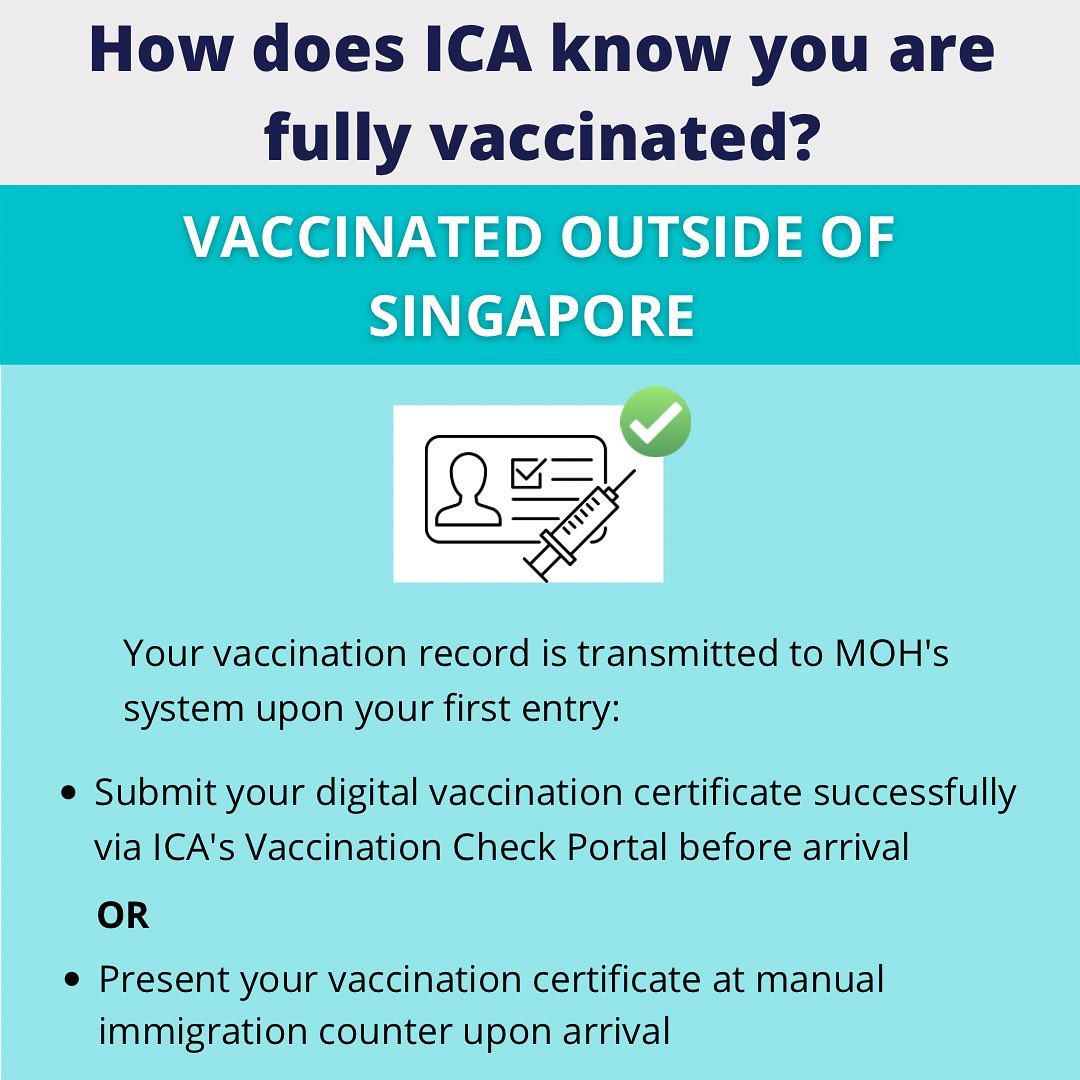 How does ICA know you are
fully vaccinated?
VACCINATED OUTSIDE OF
SINGAPORE
Your vaccination record is transmitted to MOH's
system upon your first entry:
• Submit your digital vaccination certificate successfully
via ICA's Vaccination Check Portal before arrival
OR
• Present your vaccination certificate at manual
immigration counter upon arrival